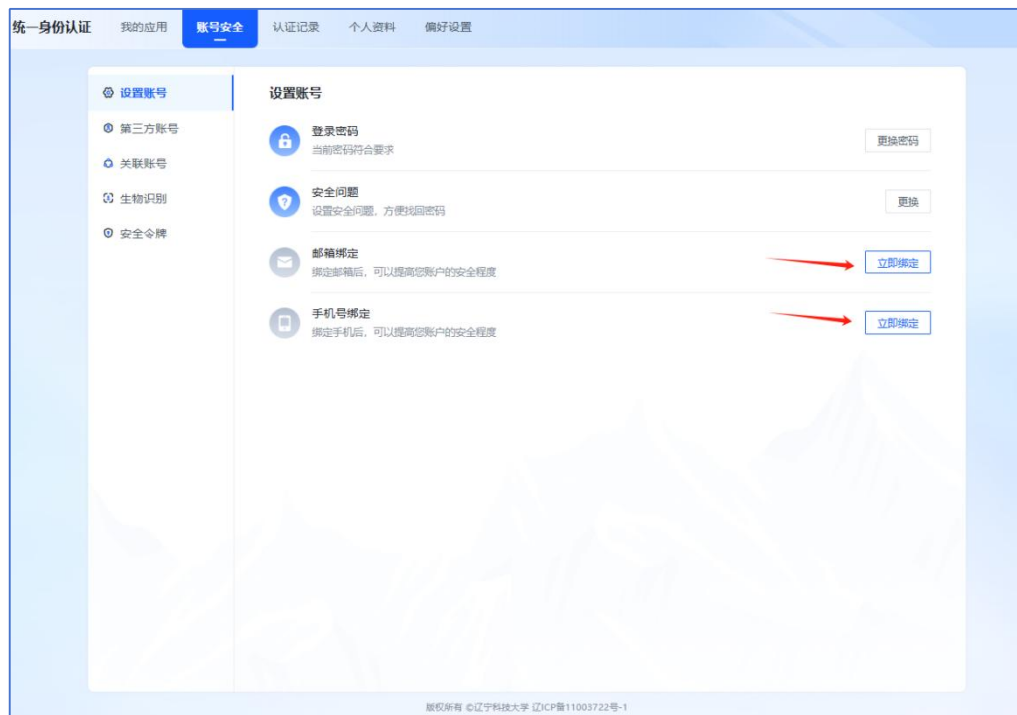 统一身份认证 我的应用 账号安全 认证记录 个人资料 偏好设置
设置账号
第三方账号
关联账号
生物识别
安全令牌
设置账号
登录密码
当前密码符合要求
更换密码
安全问题
设置安全问题，方便找回密码
更换
邮箱绑定
绑定邮箱后，可以提高您账户的安全程度
立即绑定
手机号绑定
绑定手机后，可以提高您账户的安全程度
立即绑定
版权所有 ©辽宁科技大学 辽ICP备11003722号-1